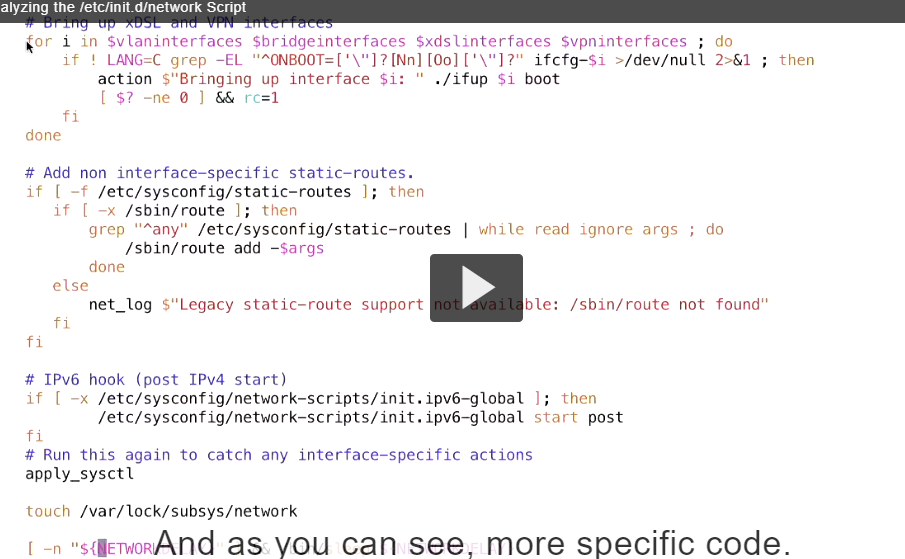 alyzing the /etc/init.d/network Script
# Bring up xDSL and VPN interfaces
for i in $vlaninterfaces $bridgeinterfaces $xdslinterfaces $vpninterfaces ; do
    if ! LANG=C grep -EL "^ONBOOT=['\"]?[Nn][Oo]['\"]?" ifcfg-$i >/dev/null 2>&1 ; then
        action $"Bringing up interface $i: " ./ifup $i boot
        [ $? -ne 0 ] && rc=1
    fi
done
# Add non interface-specific static-routes.
if [ -f /etc/sysconfig/static-routes ]; then
   if [ -x /sbin/route ]; then
       grep "^any" /etc/sysconfig/static-routes | while read ignore args ; do
           /sbin/route add -$args
       done
   else
       net_log $"Legacy static-route support not available: /sbin/route not found"
   fi
fi
# IPv6 hook (post IPv4 start)
if [ -x /etc/sysconfig/network-scripts/init.ipv6-global ]; then
        /etc/sysconfig/network-scripts/init.ipv6-global start post
fi
# Run this again to catch any interface-specific actions
apply_sysctl
touch /var/lock/subsys/network
[ -n "${NETWORK
And as you can see, more specific code.